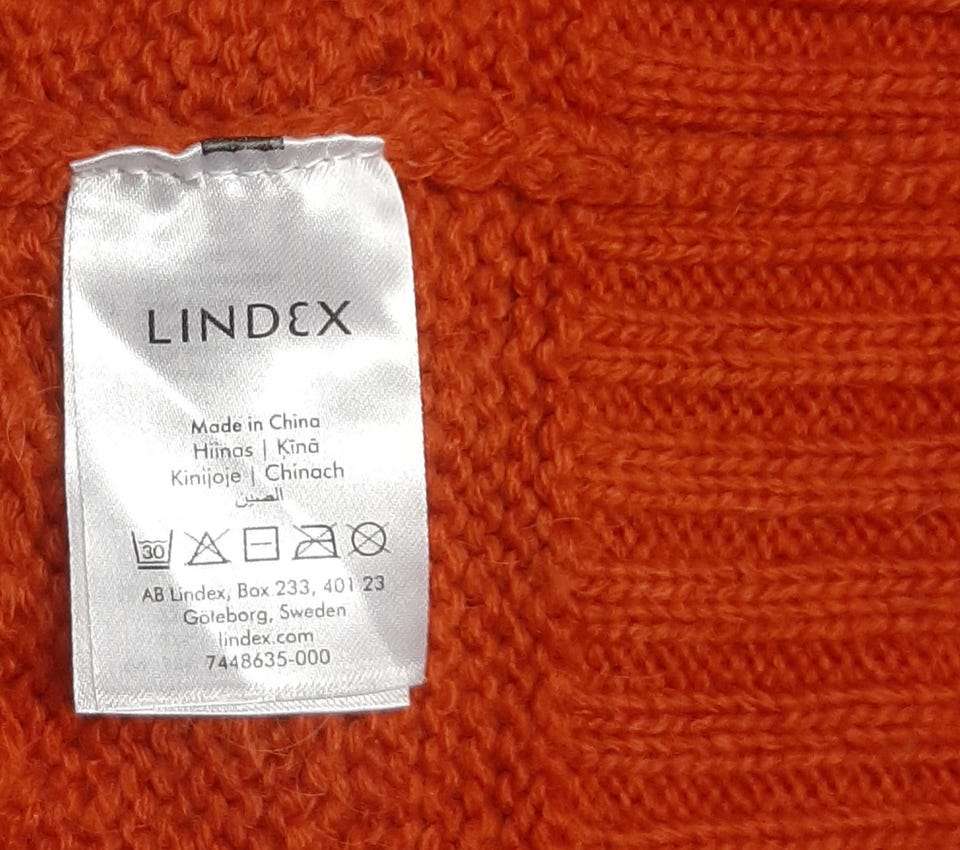 LINDEX
Made in China
Hiinas | Ķīnā
Kinijoje | Chinach
الصين
30
AB Lindex, Box 233, 401 23
Göteborg, Sweden
lindex.com
7448635-000